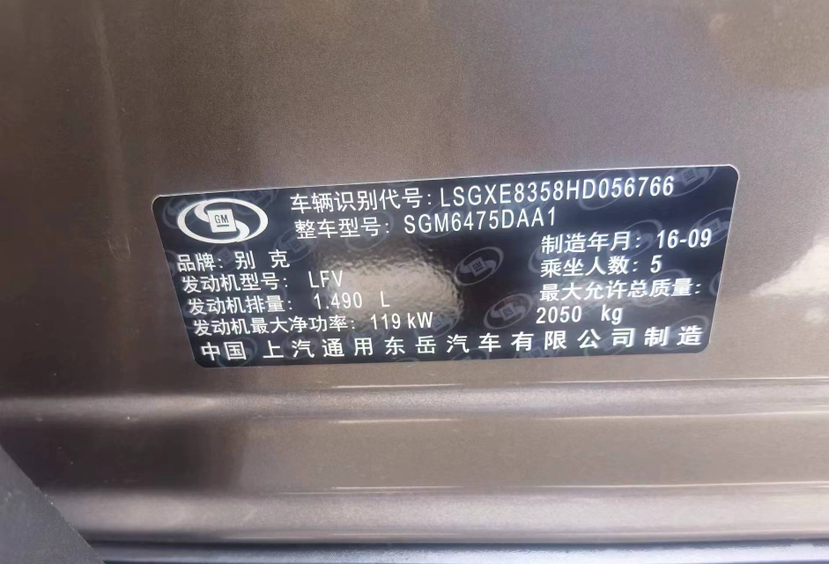 车辆识别代号: LSGXE8358HD056766
整车型号: SGM6475DAA1
GM
制造年月: 16-09
品牌: 别 克
乘坐人数: 5
发动机型号: LFV
最大允许总质量:
发动机排量: 1.490 L
2050 kg
发动机最大净功率: 119 kW
中国 上汽通用东岳汽车有限公司制造